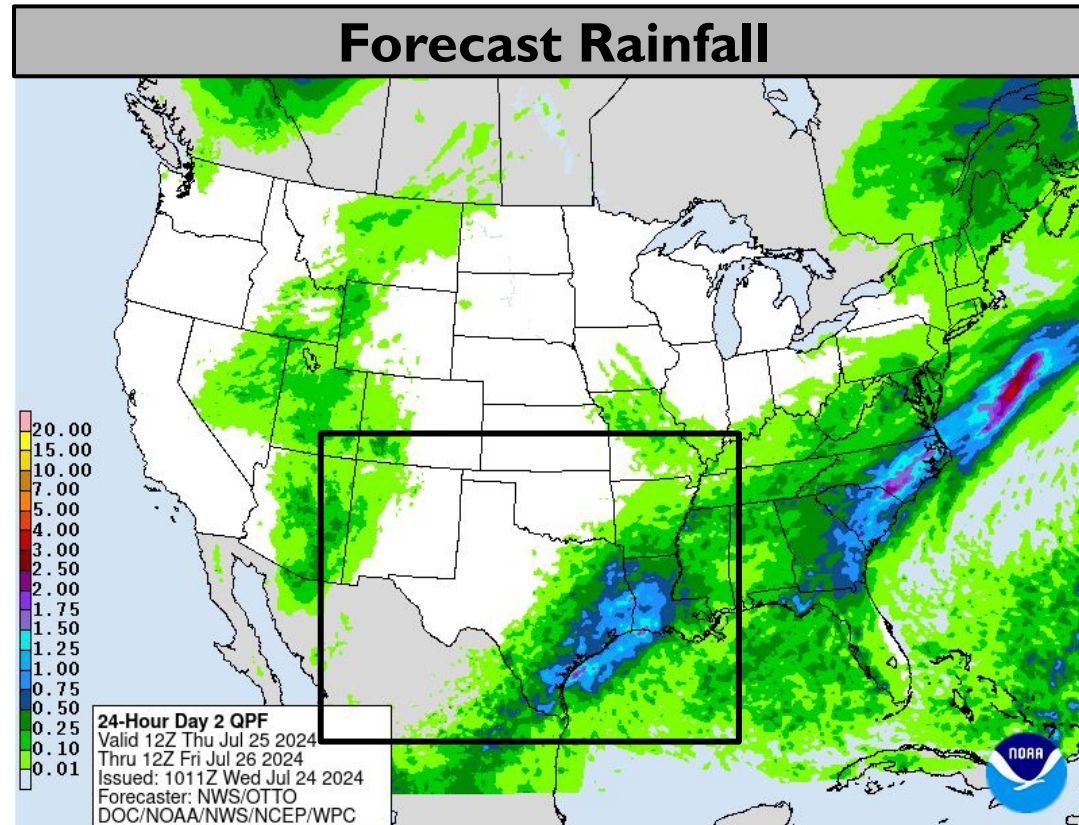 Forecast Rainfall
20.00
15.00
10.00
7.00
5.00
4.00
3.00
2.50
2.00
1.75
1.50
1.25
1.00
0.75
0.50
0.25
0.10
0.01
24-Hour Day 2 QPF
Valid 12Z Thu Jul 25 2024
Thru 12Z Fri Jul 26 2024
Issued: 1011Z Wed Jul 24 2024
Forecaster: NWS/OTTO
DOC/NOAA/NWS/NCEP/WPC
NOAA